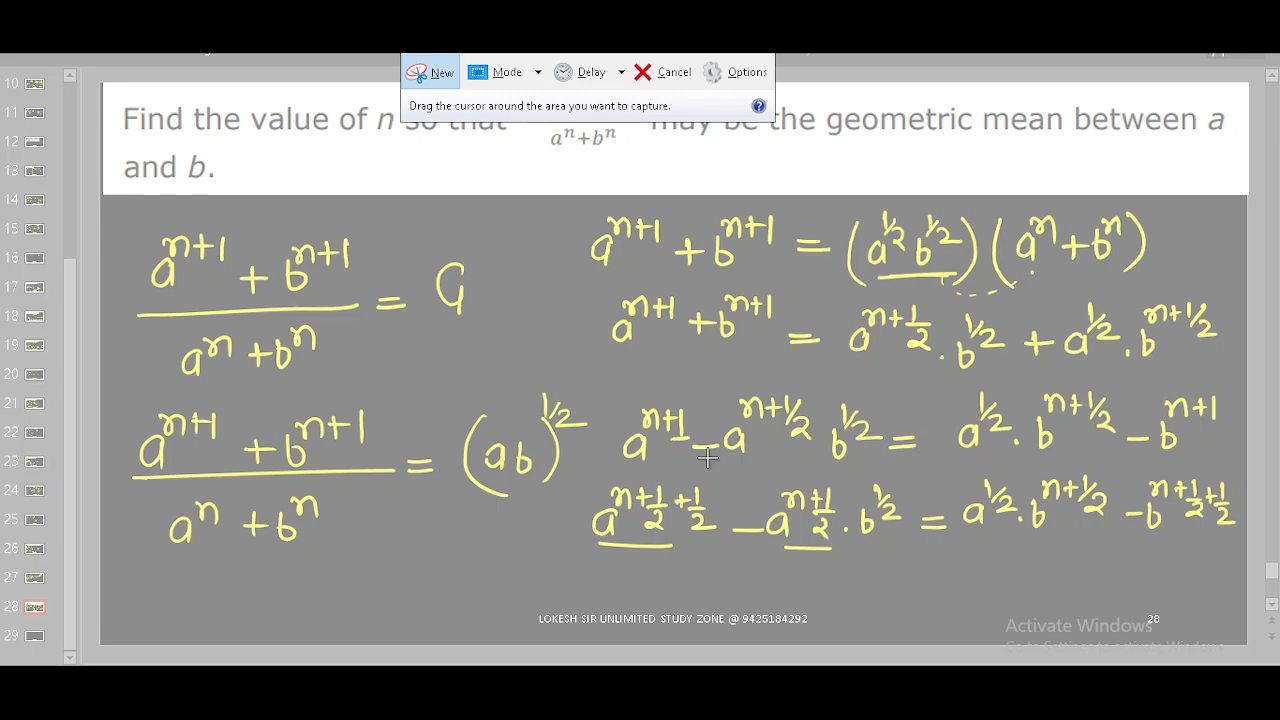 New Mode Delay Cancel Options
Drag the cursor around the area you want to capture.
Find the value of n so that aⁿ+bⁿ may be the geometric mean between a
and b.
10
11
12
13
14
15
16
17
18
19
20
21
22
23
24
25
26
27
28
29
a^{n+1} + b^{n+1} / a^n + b^n = G
a^{n+1} + b^{n+1} / a^n + b^n = (ab)^{1/2}
a^{n+1} + b^{n+1} = (a^{1/2} b^{1/2}) (a^n + b^n)
a^{n+1} + b^{n+1} = a^{n+1/2} . b^{1/2} + a^{1/2} . b^{n+1/2}
a^{n+1} - a^{n+1/2} b^{1/2} = a^{1/2} . b^{n+1/2} - b^{n+1}
a^{n+1/2+1/2} - a^{n+1/2} . b^{1/2} = a^{1/2} . b^{n+1/2} - b^{n+1/2+1/2}
LOKESH SIR UNLIMITED STUDY ZONE @ 9425184292
28
Activate Windows